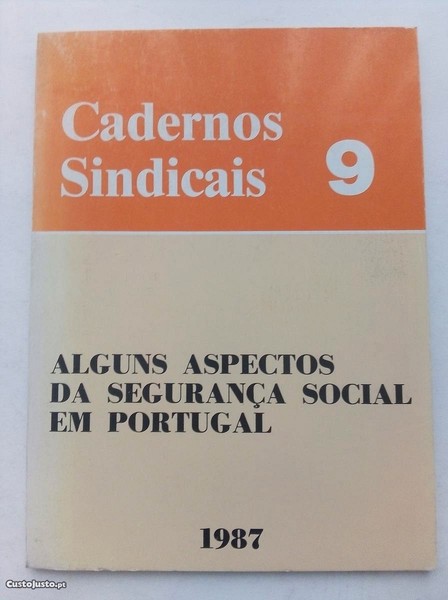 Cadernos
Sindicais 9
ALGUNS ASPECTOS
DA SEGURANÇA SOCIAL
EM PORTUGAL
1987
CustoJusto.pt